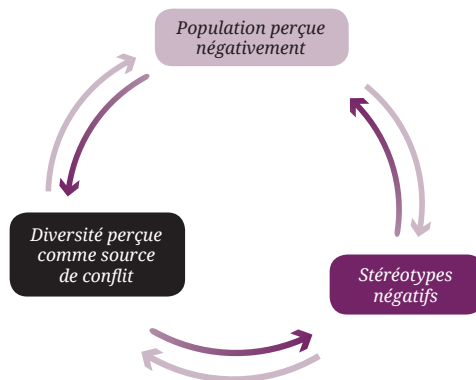 Population perçue
négativement
Diversité perçue
comme source
de conflit
Stéréotypes
négatifs